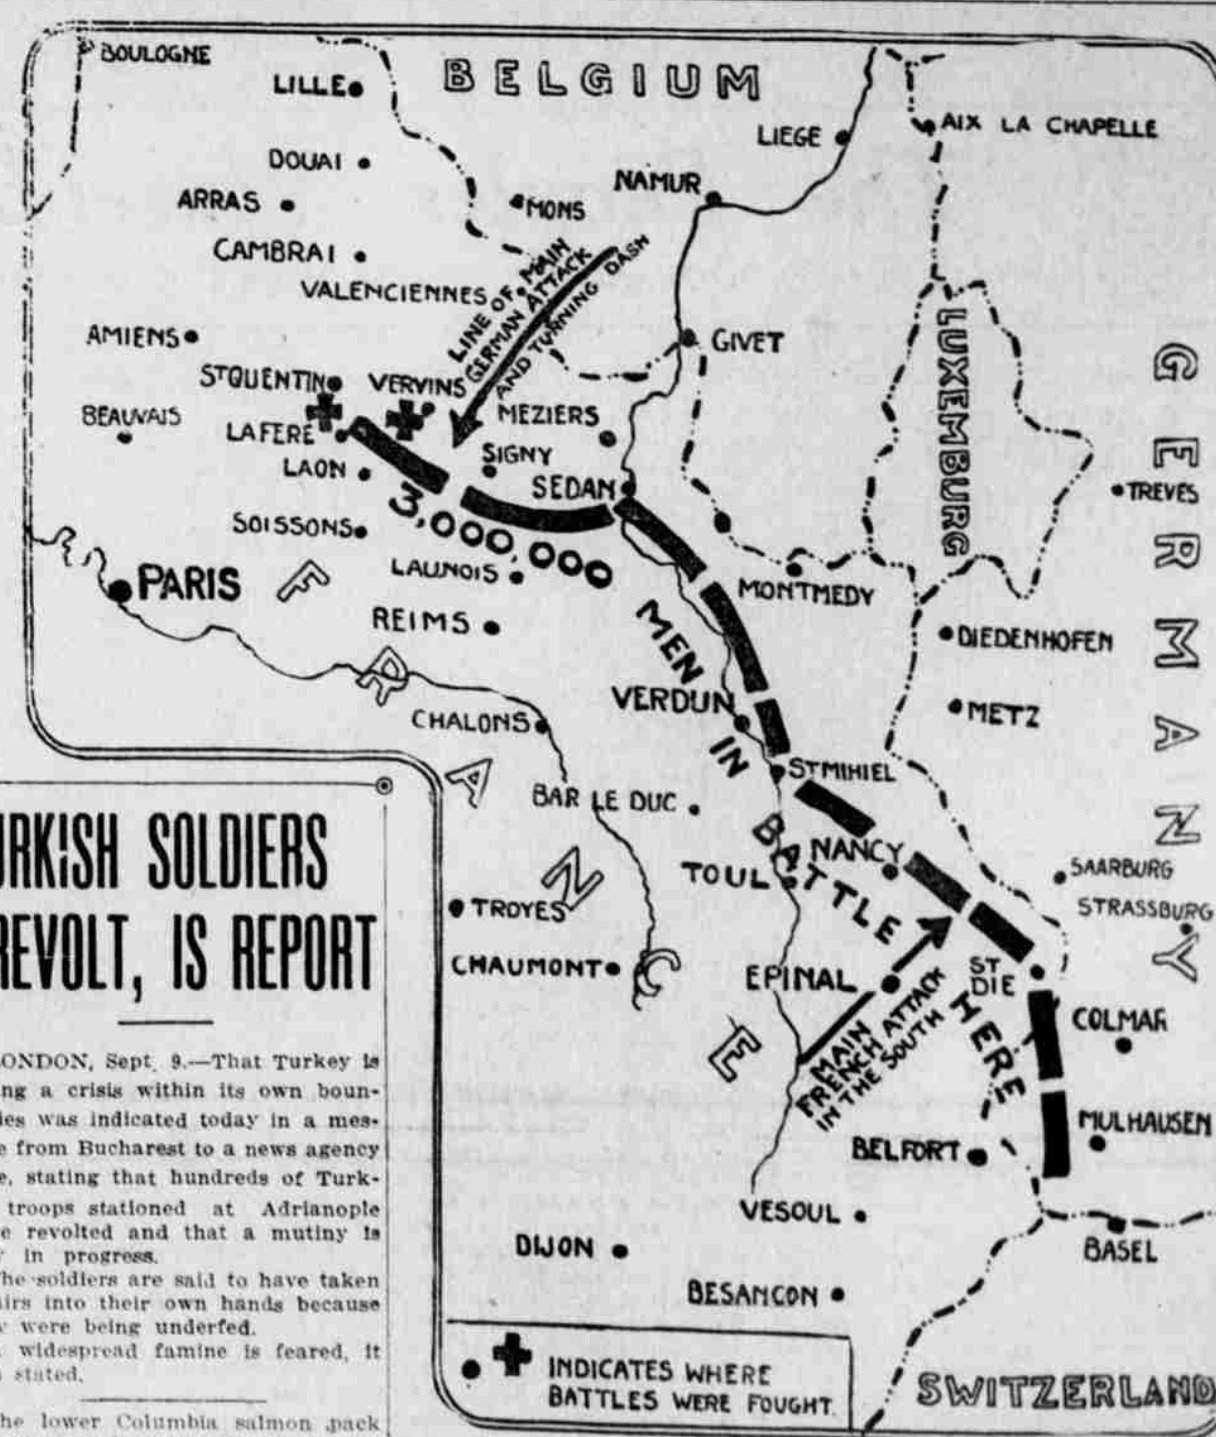 BOULOGNE
LILLE
BELGIUM
LIEGE
AIX LA CHAPELLE
DOUAI
NAMUR
ARRAS
MONS
CAMBRAI
VALENCIENNES
LINE OF MAIN
GERMAN ATTACK
AND TURNING DASH
AMIENS
GIVET
LUXEMBURG
GERMANY
ST QUENTIN
VERVINS
BEAUVAIS
LA FERE
MEZIERS
LAON
SIGNY
SEDAN
TREVES
SOISSONS
3,000,000
MEN
IN
BATTLE
HERE
LAUNOIS
PARIS
FRANCE
MONTMEDY
REIMS
DIEDENHOFEN
VERDUN
METZ
CHALONS
ST MIHIEL
BAR LE DUC
NANCY
TOUL
SAARBURG
STRASSBURG
TROYES
CHAUMONT
EPINAL
ST
DIE
MAIN
FRENCH ATTACK
IN THE SOUTH
COLMAR
MULHAUSEN
BELFORT
VESOUL
DIJON
BASEL
BESANCON
INDICATES WHERE
BATTLES WERE FOUGHT.
SWITZERLAND
RKISH SOLDIERS
REVOLT, IS REPORT
ONDON, Sept. 9.—That Turkey is
ng a crisis within its own boun-
ies was indicated today in a mes-
e from Bucharest to a news agency
e, stating that hundreds of Turk-
troops stationed at Adrianople
e revolted and that a mutiny is
in progress.
he soldiers are said to have taken
irs into their own hands because
were being underfed.
widespread famine is feared, it
stated.
he lower Columbia salmon pack